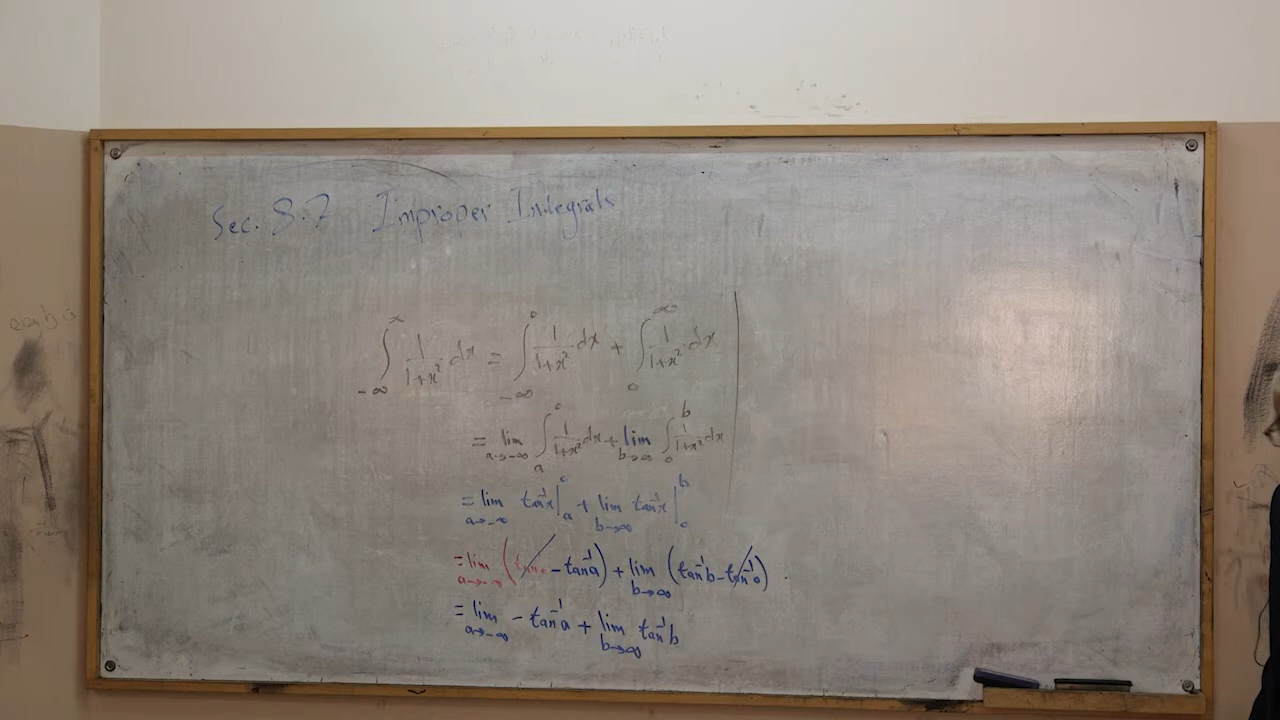 Sec. 8.7 Improper Integrals
∫_{-∞}^{∞} 1/(1+x²) dx = ∫_{-∞}^{0} 1/(1+x²) dx + ∫_{0}^{∞} 1/(1+x²) dx
= lim_{a→-∞} ∫_{a}^{0} 1/(1+x²) dx + lim_{b→∞} ∫_{0}^{b} 1/(1+x²) dx
= lim_{a→-∞} tan⁻¹x |_{a}^{0} + lim_{b→∞} tan⁻¹x |_{0}^{b}
= lim_{a→-∞} (tan⁻¹0 - tan⁻¹a) + lim_{b→∞} (tan⁻¹b - tan⁻¹0).
= lim_{a→-∞} - tan⁻¹a + lim_{b→∞} tan⁻¹b